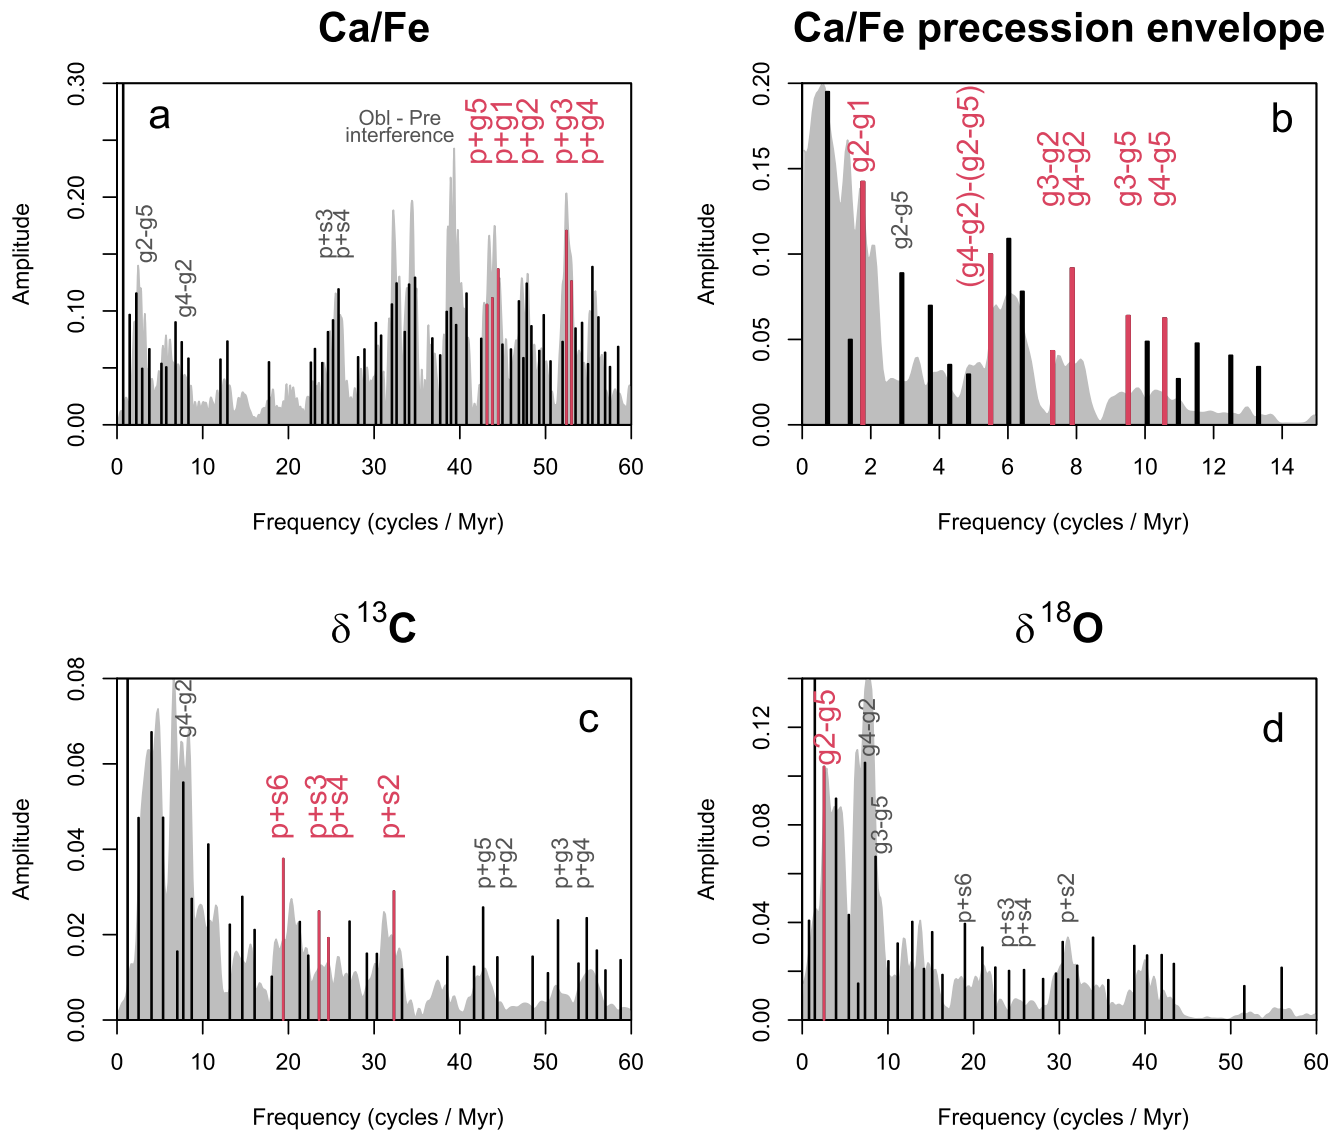 Ca/Fe
a
0.30
0.20
0.10
0.00
Amplitude
g2-g5
g4-g2
p+s3
p+s4
Obl - Pre
interference
p+g5
p+g1
p+g2
p+g3
p+g4
0 10 20 30 40 50 60
Frequency (cycles / Myr)
Ca/Fe precession envelope
b
0.20
0.15
0.10
0.05
0.00
Amplitude
g2-g1
g2-g5
(g4-g2)-(g2-g5)
g3-g2
g4-g2
g3-g5
g4-g5
0 2 4 6 8 10 12 14
Frequency (cycles / Myr)
δ 13C
c
0.08
0.06
0.04
0.02
0.00
Amplitude
g4-g2
p+s6
p+s3
p+s4
p+s2
p+g5
p+g2
p+g3
p+g4
0 10 20 30 40 50 60
Frequency (cycles / Myr)
δ 18O
d
0.12
0.08
0.04
0.00
Amplitude
g2-g5
g4-g2
g3-g5
p+s6
p+s3
p+s4
p+s2
0 10 20 30 40 50 60
Frequency (cycles / Myr)